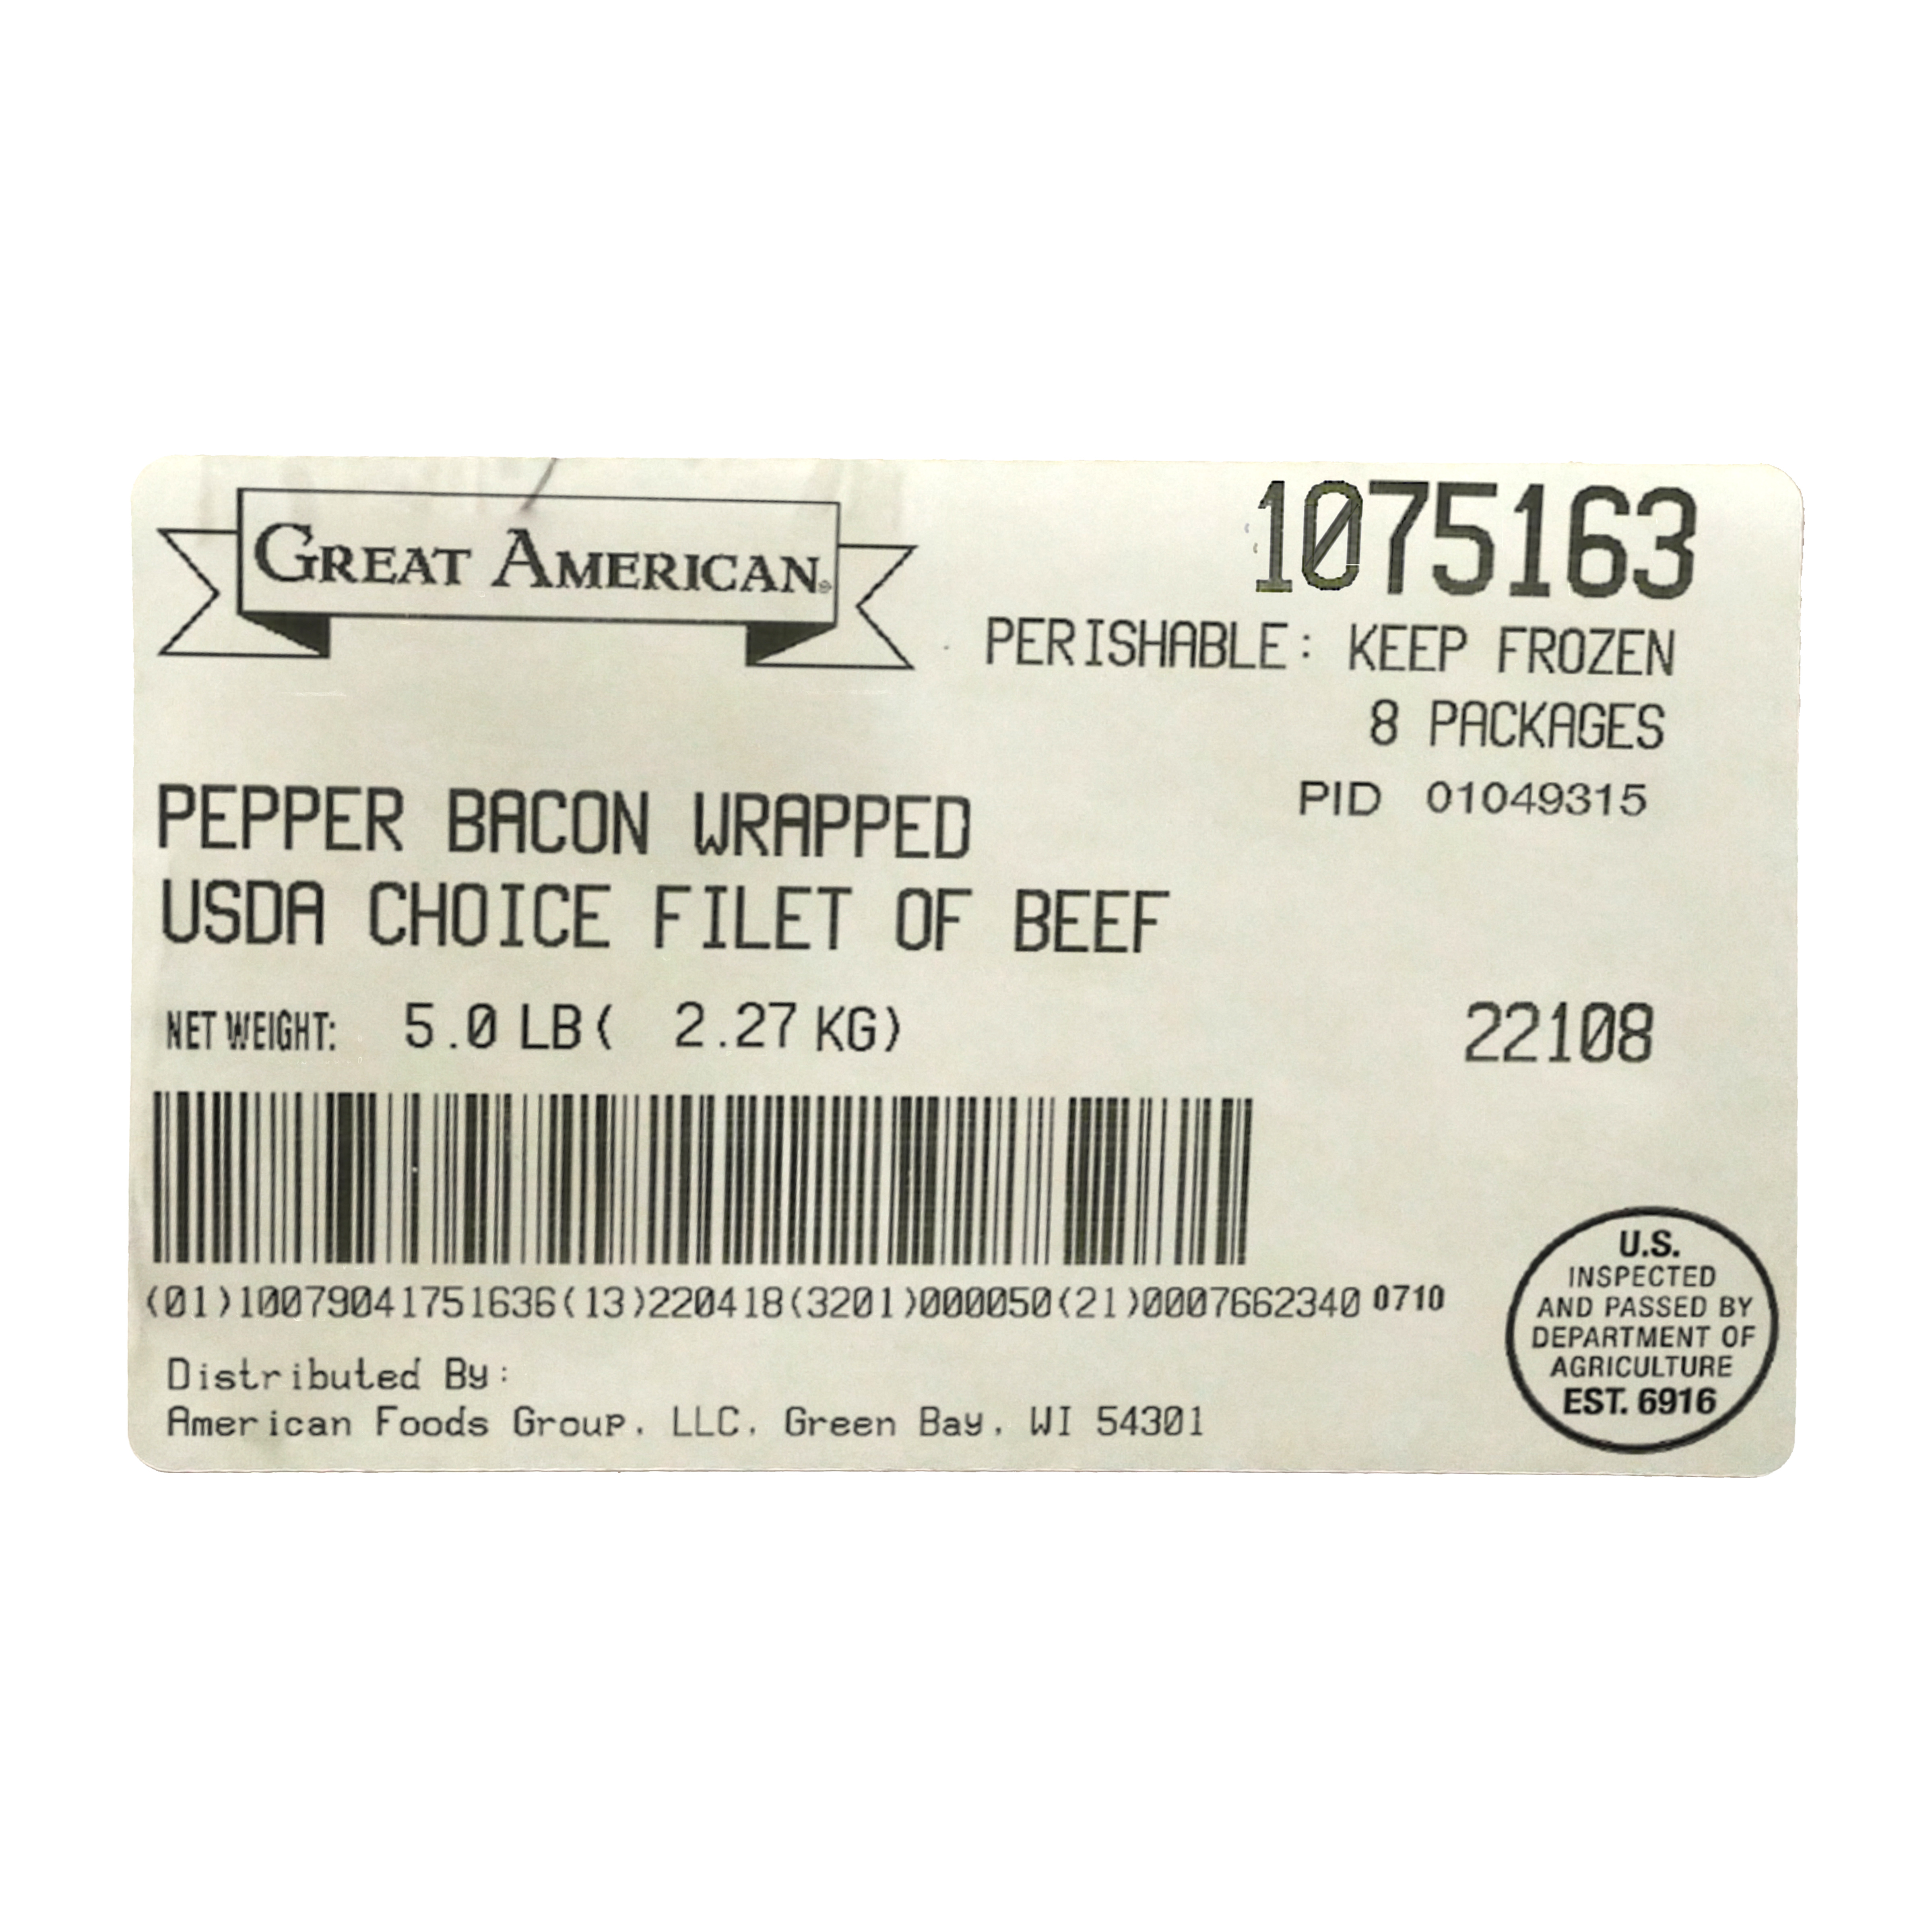 GREAT AMERICAN®
1075163
PERISHABLE: KEEP FROZEN
8 PACKAGES
PID 01049315
PEPPER BACON WRAPPED
USDA CHOICE FILET OF BEEF
NET WEIGHT: 5.0 LB( 2.27 KG)
22108
(01)10079041751636(13)220418(3201)000050(21)0007662340 0710
Distributed By:
American Foods Group, LLC, Green Bay, WI 54301
U.S.
INSPECTED
AND PASSED BY
DEPARTMENT OF
AGRICULTURE
EST. 6916